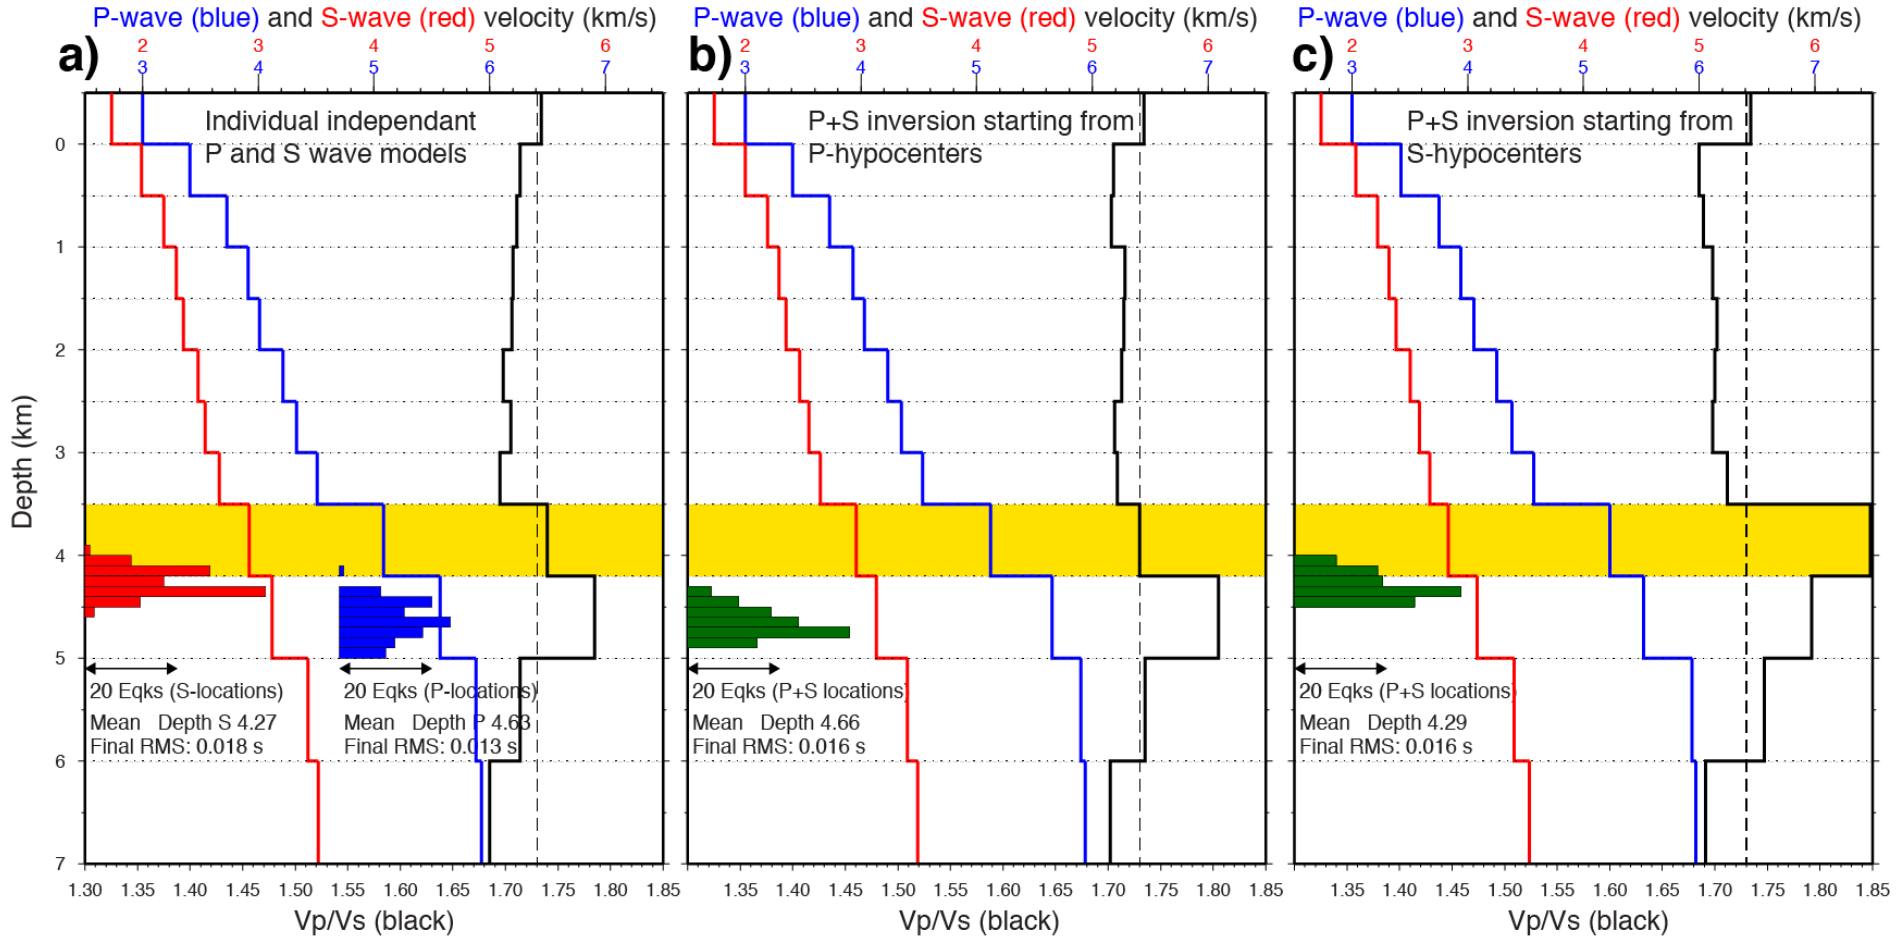 P-wave (blue) and S-wave (red) velocity (km/s)
P-wave (blue) and S-wave (red) velocity (km/s)
P-wave (blue) and S-wave (red) velocity (km/s)
a)
2 3 4 5 6
3 4 5 6 7
b)
2 3 4 5 6
3 4 5 6 7
c)
2 3 4 5 6
3 4 5 6 7
Individual independant
P and S wave models
P+S inversion starting from
P-hypocenters
P+S inversion starting from
S-hypocenters
Depth (km)
0
1
2
3
4
5
6
7
20 Eqks (S-locations)
Mean Depth S 4.27
Final RMS: 0.018 s
20 Eqks (P-locations)
Mean Depth P 4.63
Final RMS: 0.013 s
20 Eqks (P+S locations)
Mean Depth 4.66
Final RMS: 0.016 s
20 Eqks (P+S locations)
Mean Depth 4.29
Final RMS: 0.016 s
1.30 1.35 1.40 1.45 1.50 1.55 1.60 1.65 1.70 1.75 1.80 1.85
1.35 1.40 1.45 1.50 1.55 1.60 1.65 1.70 1.75 1.80 1.85
1.35 1.40 1.45 1.50 1.55 1.60 1.65 1.70 1.75 1.80 1.85
Vp/Vs (black)
Vp/Vs (black)
Vp/Vs (black)